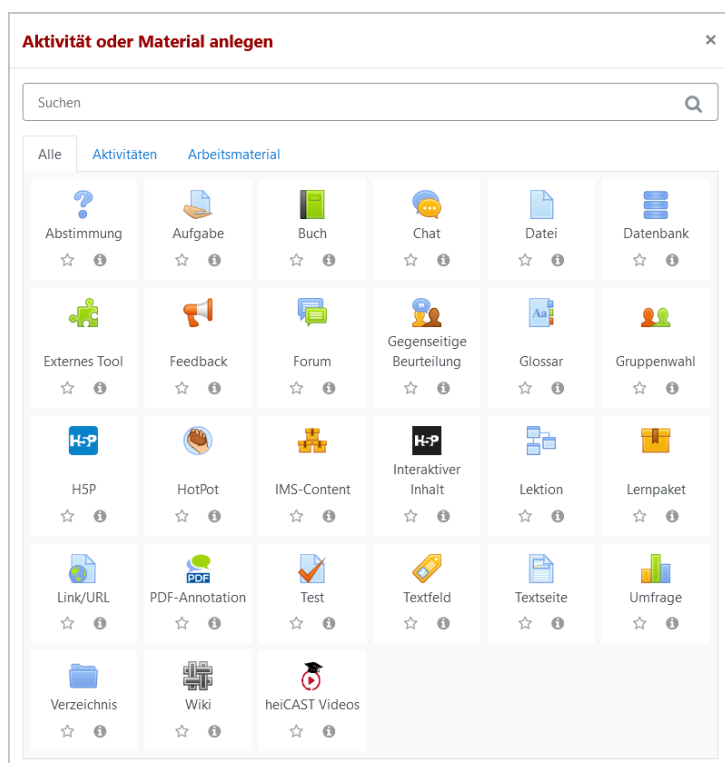 Aktivität oder Material anlegen ×
Suchen
Alle Aktivitäten Arbeitsmaterial
Abstimmung Aufgabe Buch Chat Datei Datenbank
Aa
Externes Tool Feedback Forum Gegenseitige Beurteilung Glossar Gruppenwahl
H5P H5P
H5P HotPot IMS-Content Interaktiver Inhalt Lektion Lernpaket
PDF
Link/URL PDF-Annotation Test Textfeld Textseite Umfrage
Verzeichnis Wiki heiCAST Videos